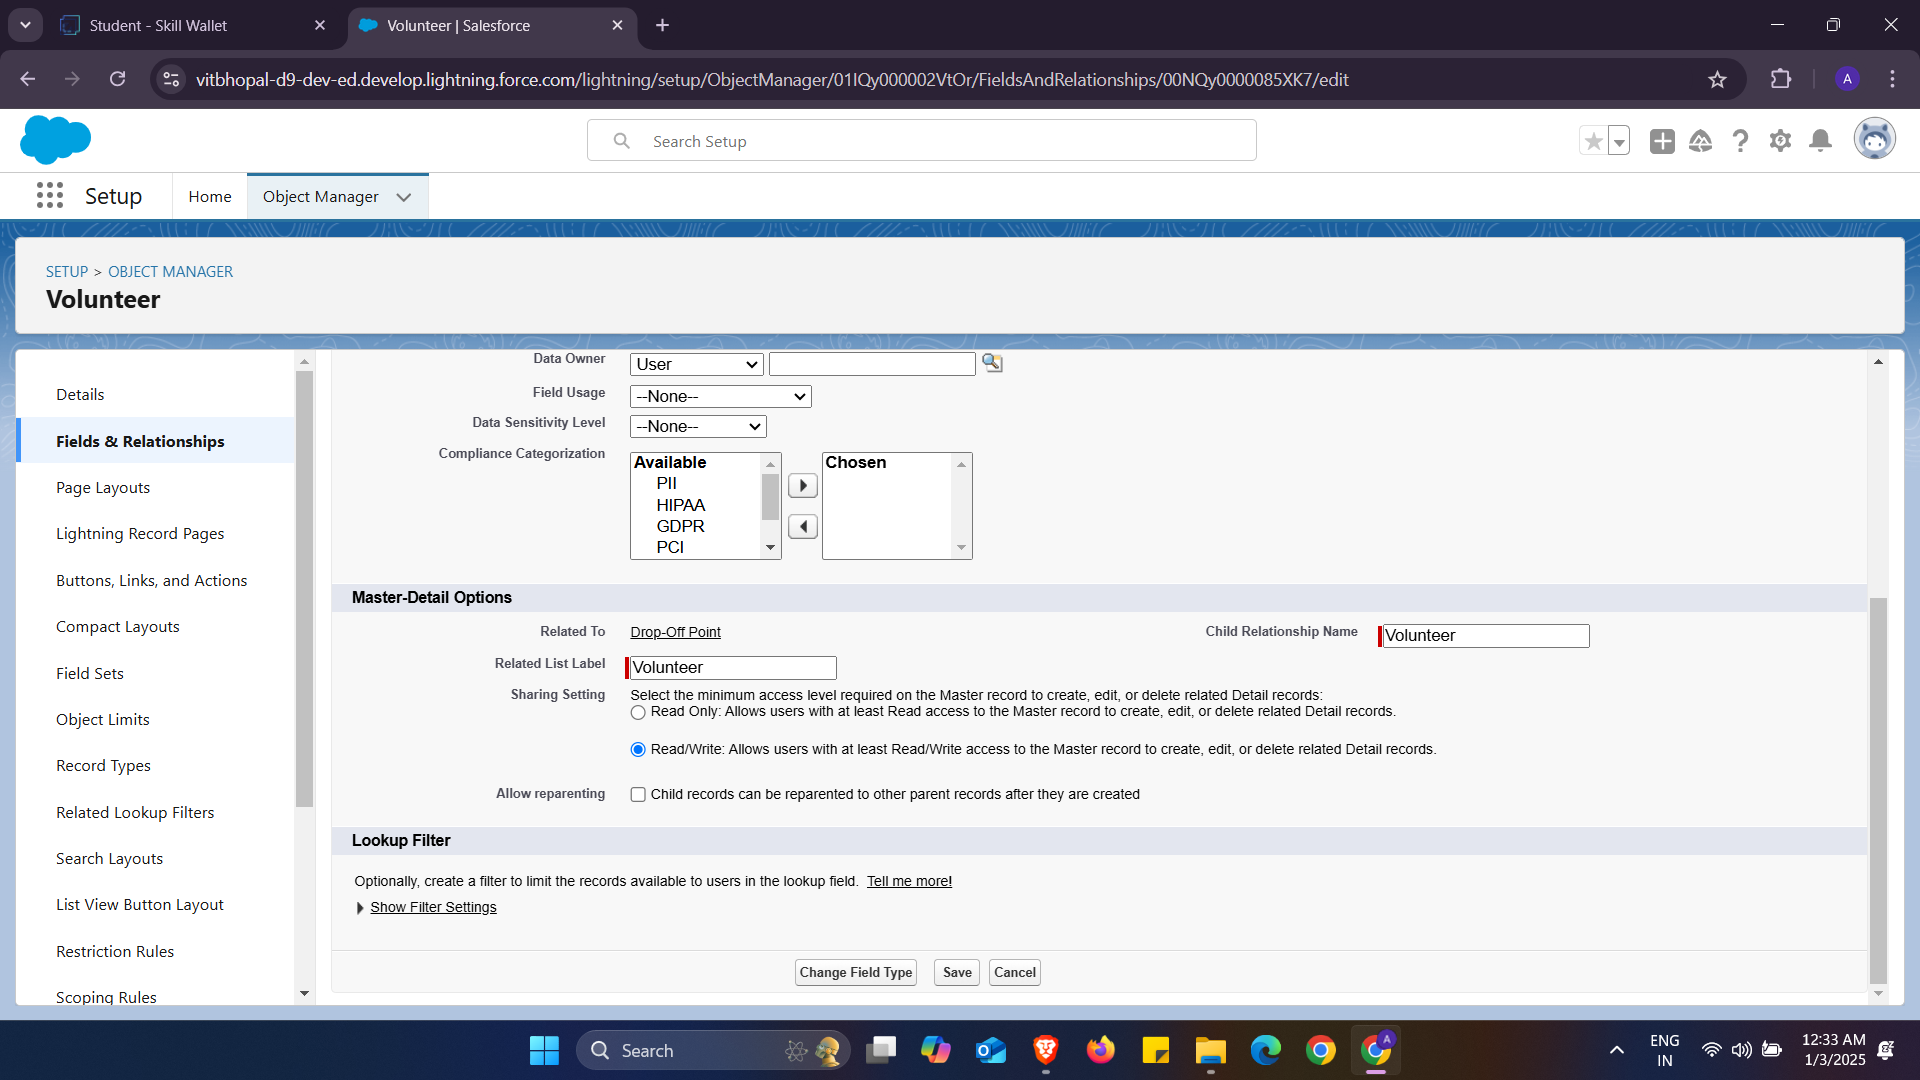 Student - Skill Wallet
Volunteer | Salesforce
vitbhopal-d9-dev-ed.develop.lightning.force.com/lightning/setup/ObjectManager/01IQy000002VtOr/FieldsAndRelationships/00NQy0000085XK7/edit
A
Search Setup
Setup
Home
Object Manager
SETUP > OBJECT MANAGER
Volunteer
Details
Fields & Relationships
Page Layouts
Lightning Record Pages
Buttons, Links, and Actions
Compact Layouts
Field Sets
Object Limits
Record Types
Related Lookup Filters
Search Layouts
List View Button Layout
Restriction Rules
Scoping Rules
Data Owner User
Field Usage --None--
Data Sensitivity Level --None--
Compliance Categorization
Available
PII
HIPAA
GDPR
PCI
Chosen
Master-Detail Options
Related To Drop-Off Point
Child Relationship Name Volunteer
Related List Label Volunteer
Sharing Setting Select the minimum access level required on the Master record to create, edit, or delete related Detail records:
Read Only: Allows users with at least Read access to the Master record to create, edit, or delete related Detail records.
Read/Write: Allows users with at least Read/Write access to the Master record to create, edit, or delete related Detail records.
Allow reparenting Child records can be reparented to other parent records after they are created
Lookup Filter
Optionally, create a filter to limit the records available to users in the lookup field. Tell me more!
Show Filter Settings
Change Field Type Save Cancel
Search
A
ENG
IN
12:33 AM
1/3/2025